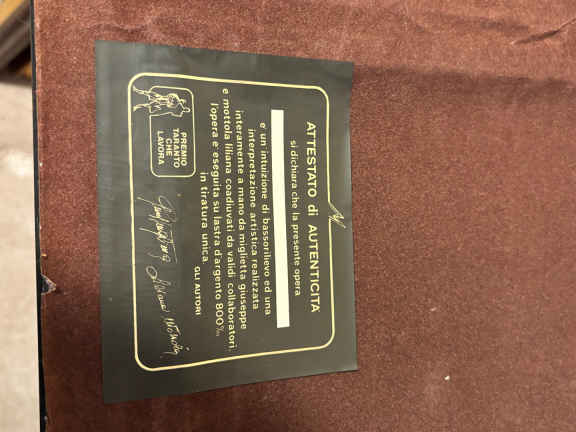 ATTESTATO di AUTENTICITA
si dichiara che la presente opera
e' un intuizione di bassorilievo ed una
interpretazione artistica realizzata
interamente a mano da miglietta giuseppe
e mottola liliana coadiuvati da validi collaboratori.
l'opera e' eseguita su lastra d'argento 800‰
in tiratura unica.
GLI AUTORI
PREMIO
TARANTO
CHE
LAVORA